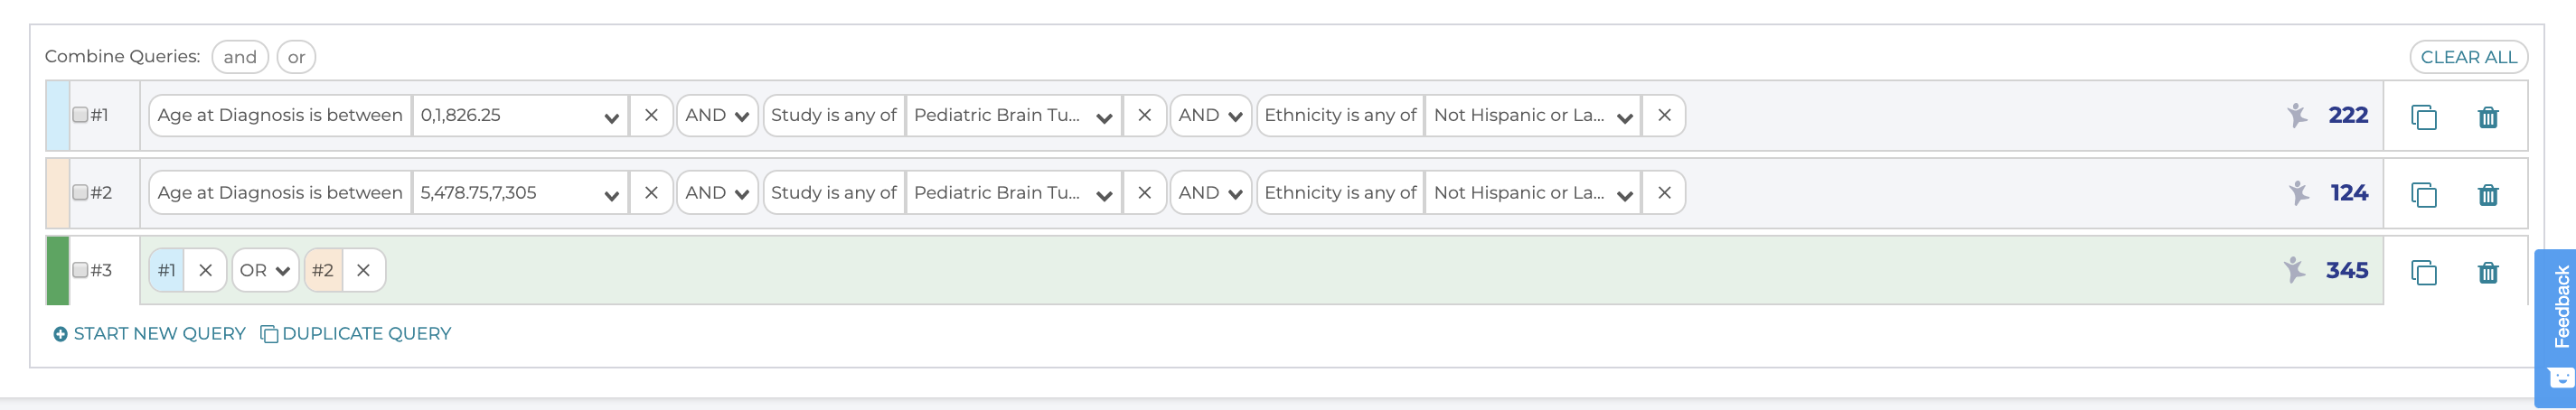 Combine Queries: and or CLEAR ALL
#1 Age at Diagnosis is between 0,1,826.25 AND Study is any of Pediatric Brain Tu... AND Ethnicity is any of Not Hispanic or La... 222
#2 Age at Diagnosis is between 5,478.75,7,305 AND Study is any of Pediatric Brain Tu... AND Ethnicity is any of Not Hispanic or La... 124
#3 #1 OR #2 345
START NEW QUERY DUPLICATE QUERY
Feedback